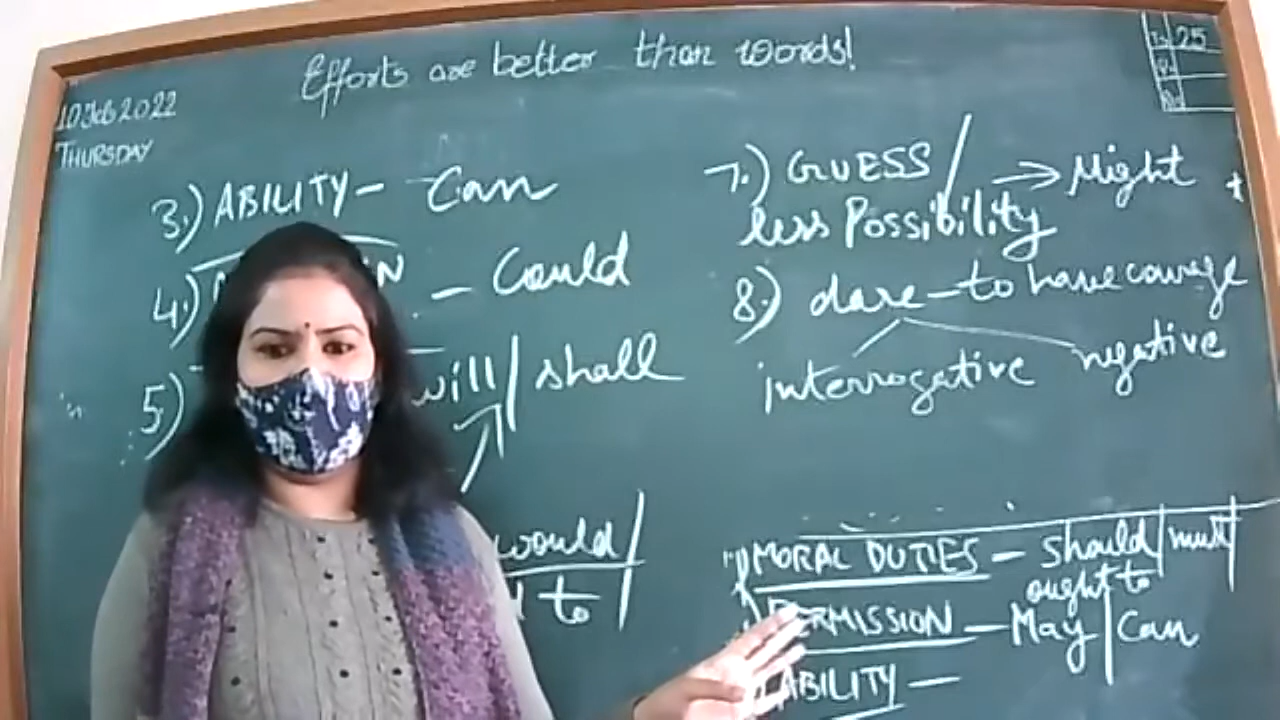 Efforts are better than words!
25
10 Feb 2022
THURSDAY
3.) ABILITY - Can
4.)
- Could
5.)
will / shall
would /
to
7.) GUESS / → Might
less Possibility
8.) dare - to have courage
interrogative negative
MORAL DUTIES - should / must /
ought to
PERMISSION - May / Can
ABILITY -